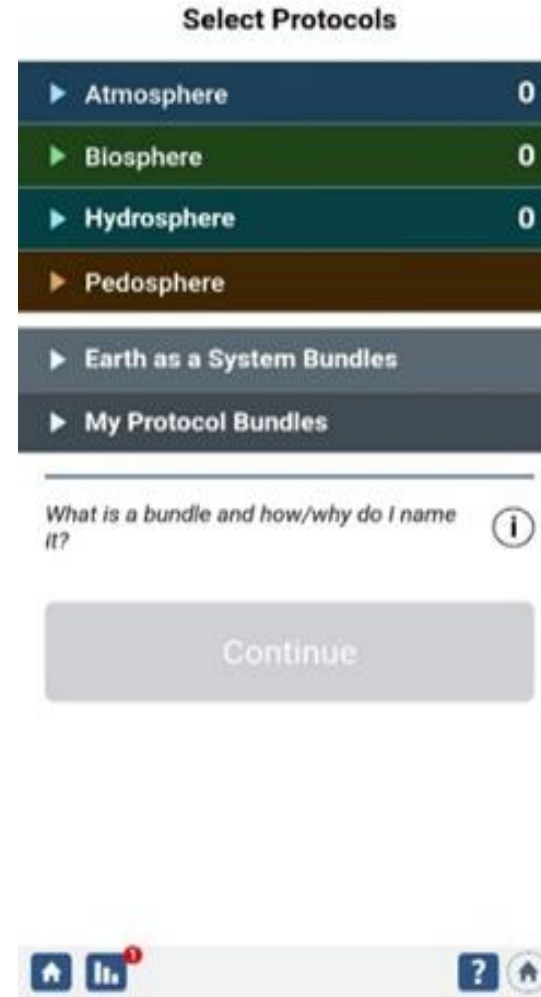 Select Protocols
Atmosphere 0
Biosphere 0
Hydrosphere 0
Pedosphere
Earth as a System Bundles
My Protocol Bundles
What is a bundle and how/why do I name
it?
i
Continue
1
?